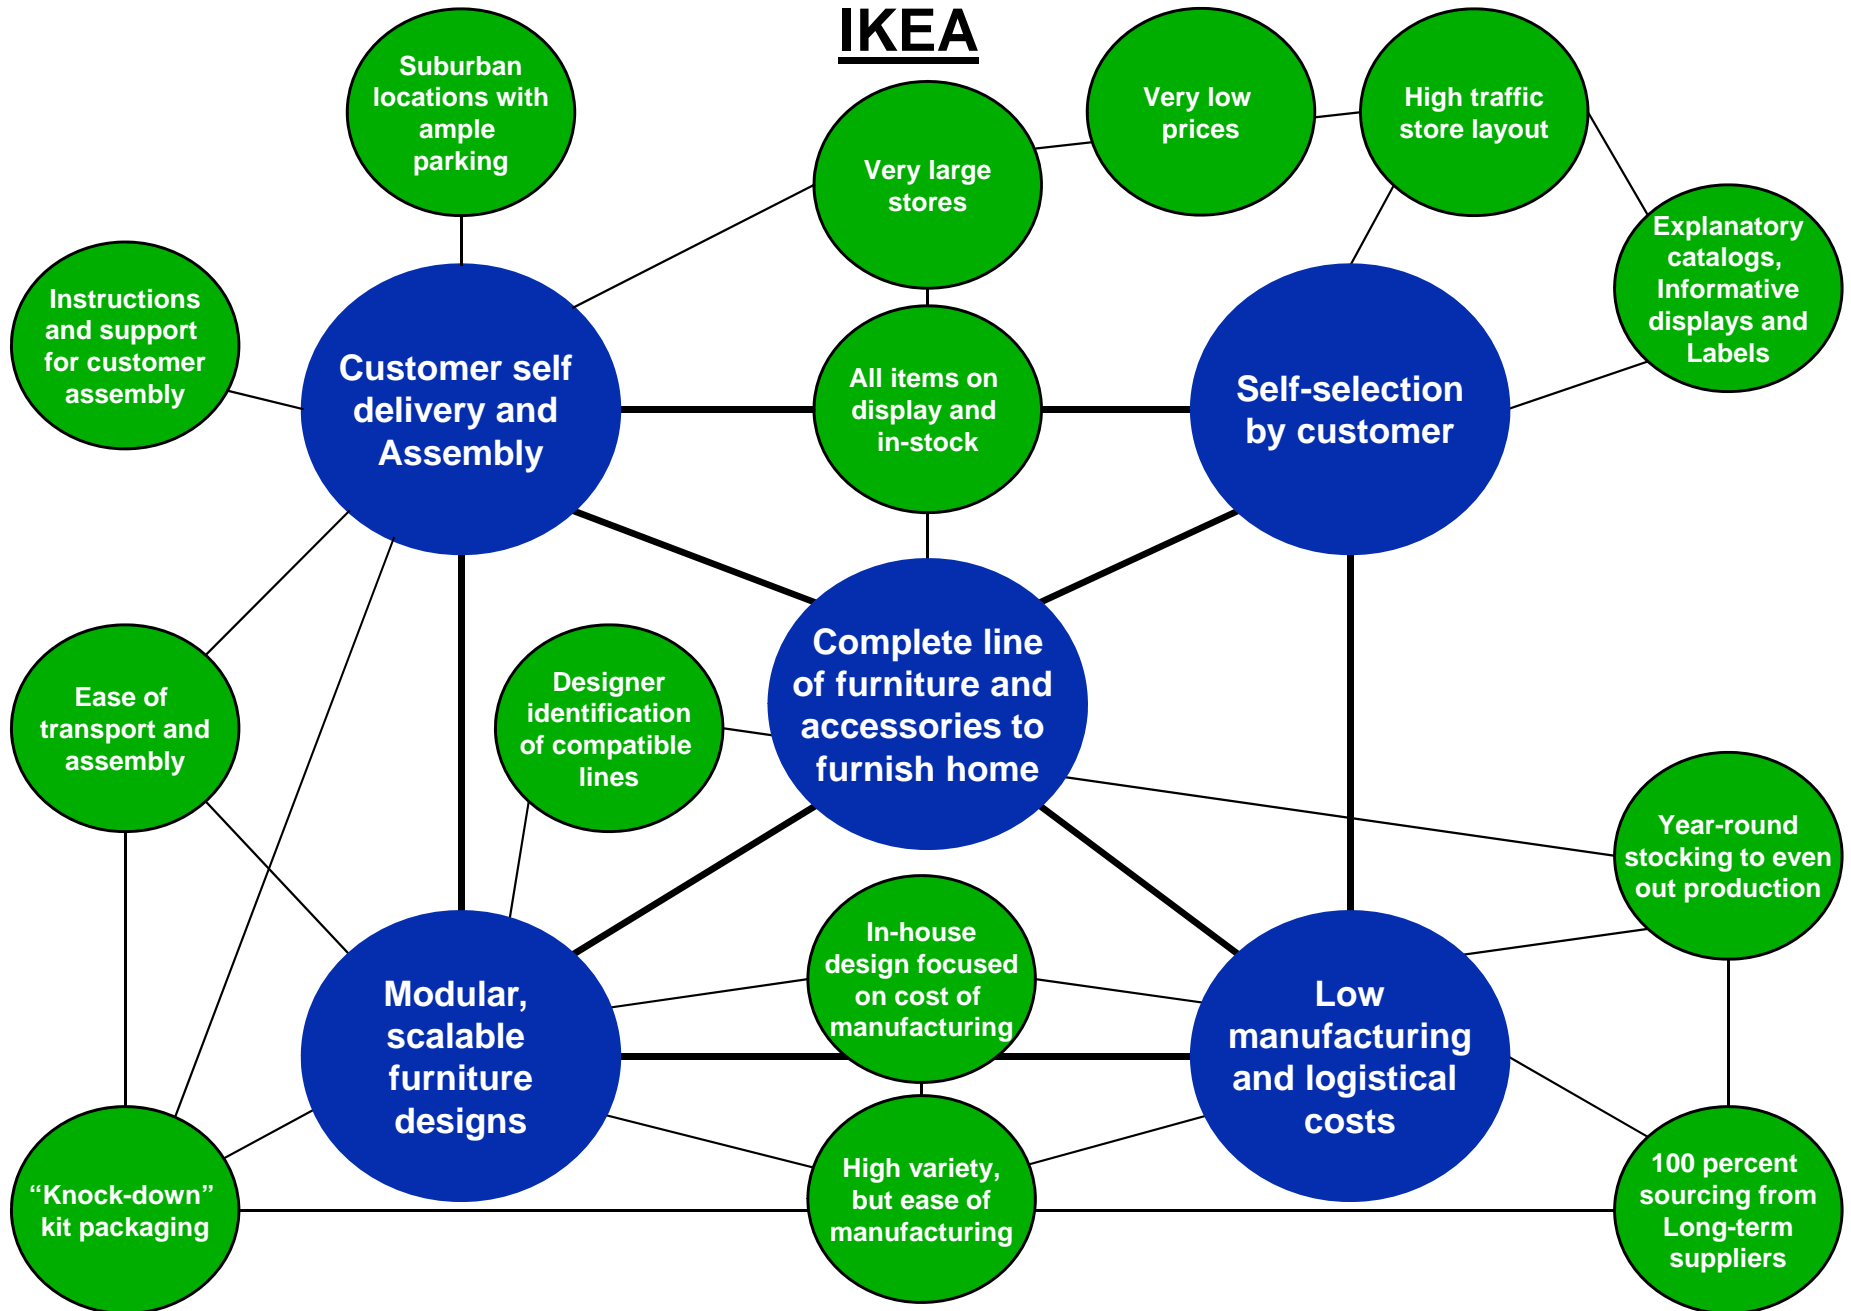 IKEA
Suburban
locations with
ample
parking
Very large
stores
Very low
prices
High traffic
store layout
Explanatory
catalogs,
Informative
displays and
Labels
Instructions
and support
for customer
assembly
Customer self
delivery and
Assembly
All items on
display and
in-stock
Self-selection
by customer
Ease of
transport and
assembly
Designer
identification
of compatible
lines
Complete line
of furniture and
accessories to
furnish home
Year-round
stocking to even
out production
In-house
design focused
on cost of
manufacturing
Modular,
scalable
furniture
designs
Low
manufacturing
and logistical
costs
“Knock-down”
kit packaging
High variety,
but ease of
manufacturing
100 percent
sourcing from
Long-term
suppliers